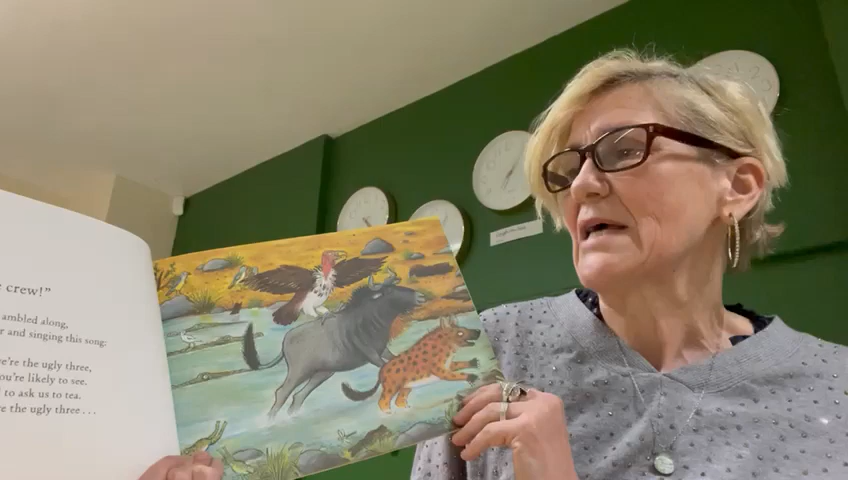 e crew!”
ambled along,
r and singing this song:
e’re the ugly three,
ou’re likely to see.
to ask us to tea.
re the ugly three . . .